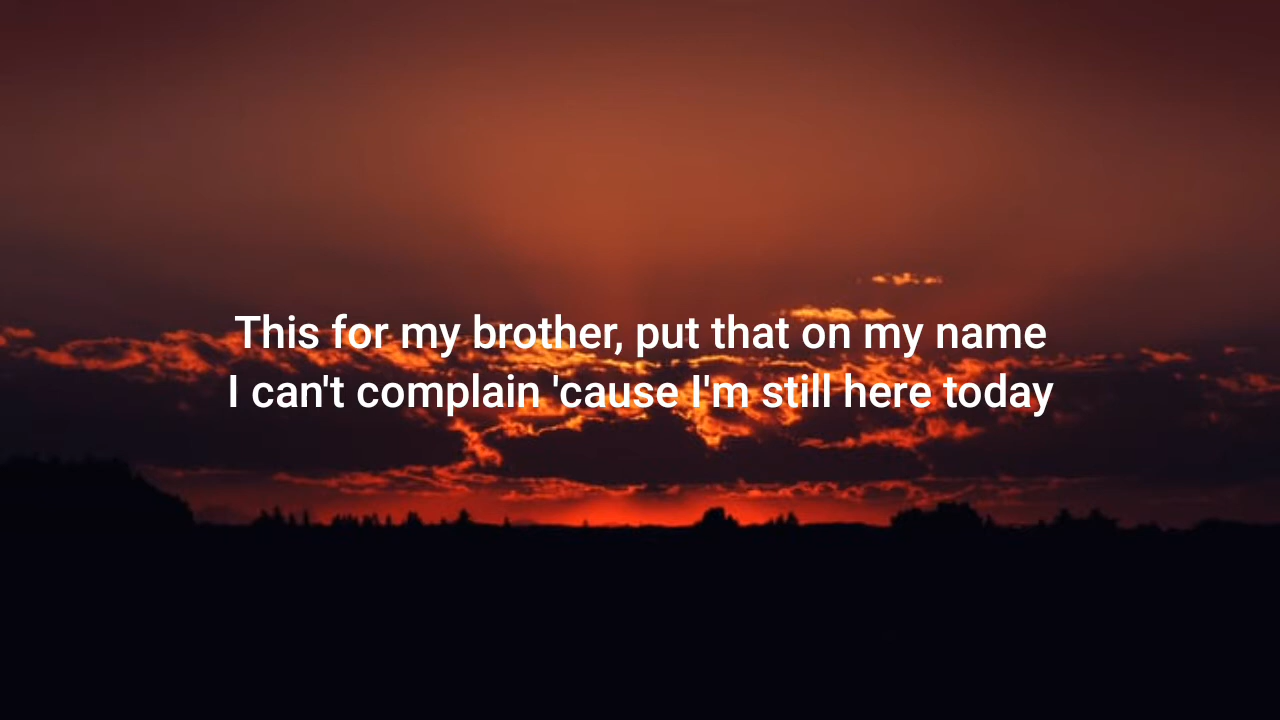 This for my brother, put that on my name
I can't complain 'cause I'm still here today